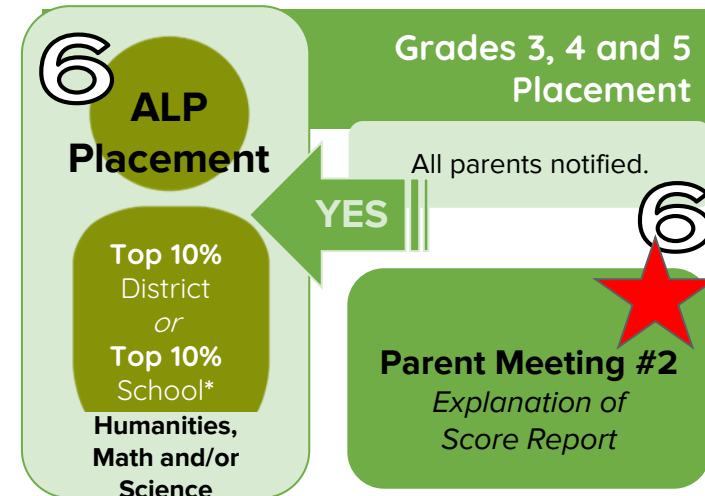 6
ALP
Placement
Top 10%
District
or
Top 10%
School*
Humanities,
Math and/or
Science
Grades 3, 4 and 5
Placement
All parents notified.
YES
6
Parent Meeting #2
Explanation of
Score Report